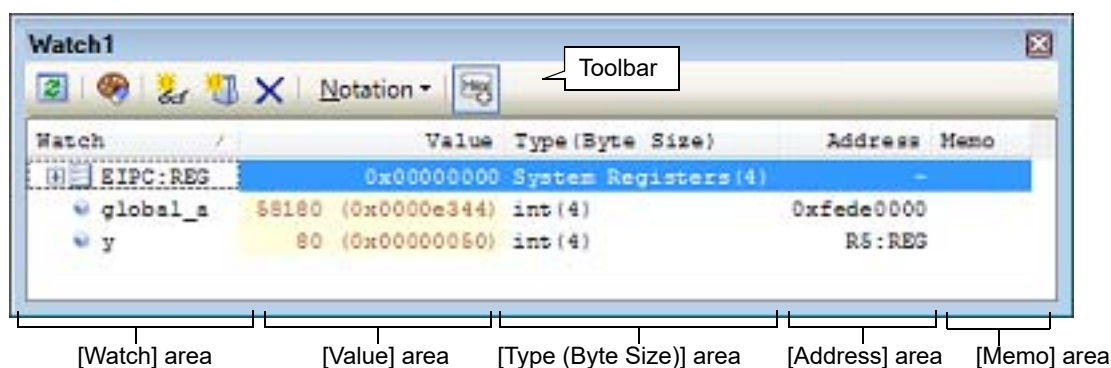 Watch1
Toolbar
Notation
Hex
Watch Value Type(Byte Size) Address Memo
EIPC:REG 0x00000000 System Registers(4) -
global_a 58180 (0x0000e344) int(4) 0xfede0000
y 80 (0x00000050) int(4) R5:REG
[Watch] area [Value] area [Type (Byte Size)] area [Address] area [Memo] area